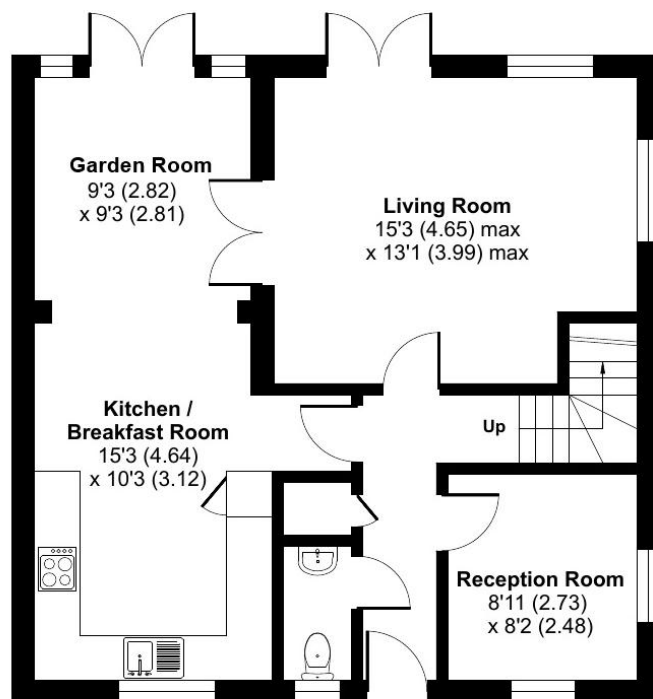 Garden Room
9'3 (2.82)
x 9'3 (2.81)
Living Room
15'3 (4.65) max
x 13'1 (3.99) max
Kitchen /
Breakfast Room
15'3 (4.64)
x 10'3 (3.12)
Up
Reception Room
8'11 (2.73)
x 8'2 (2.48)